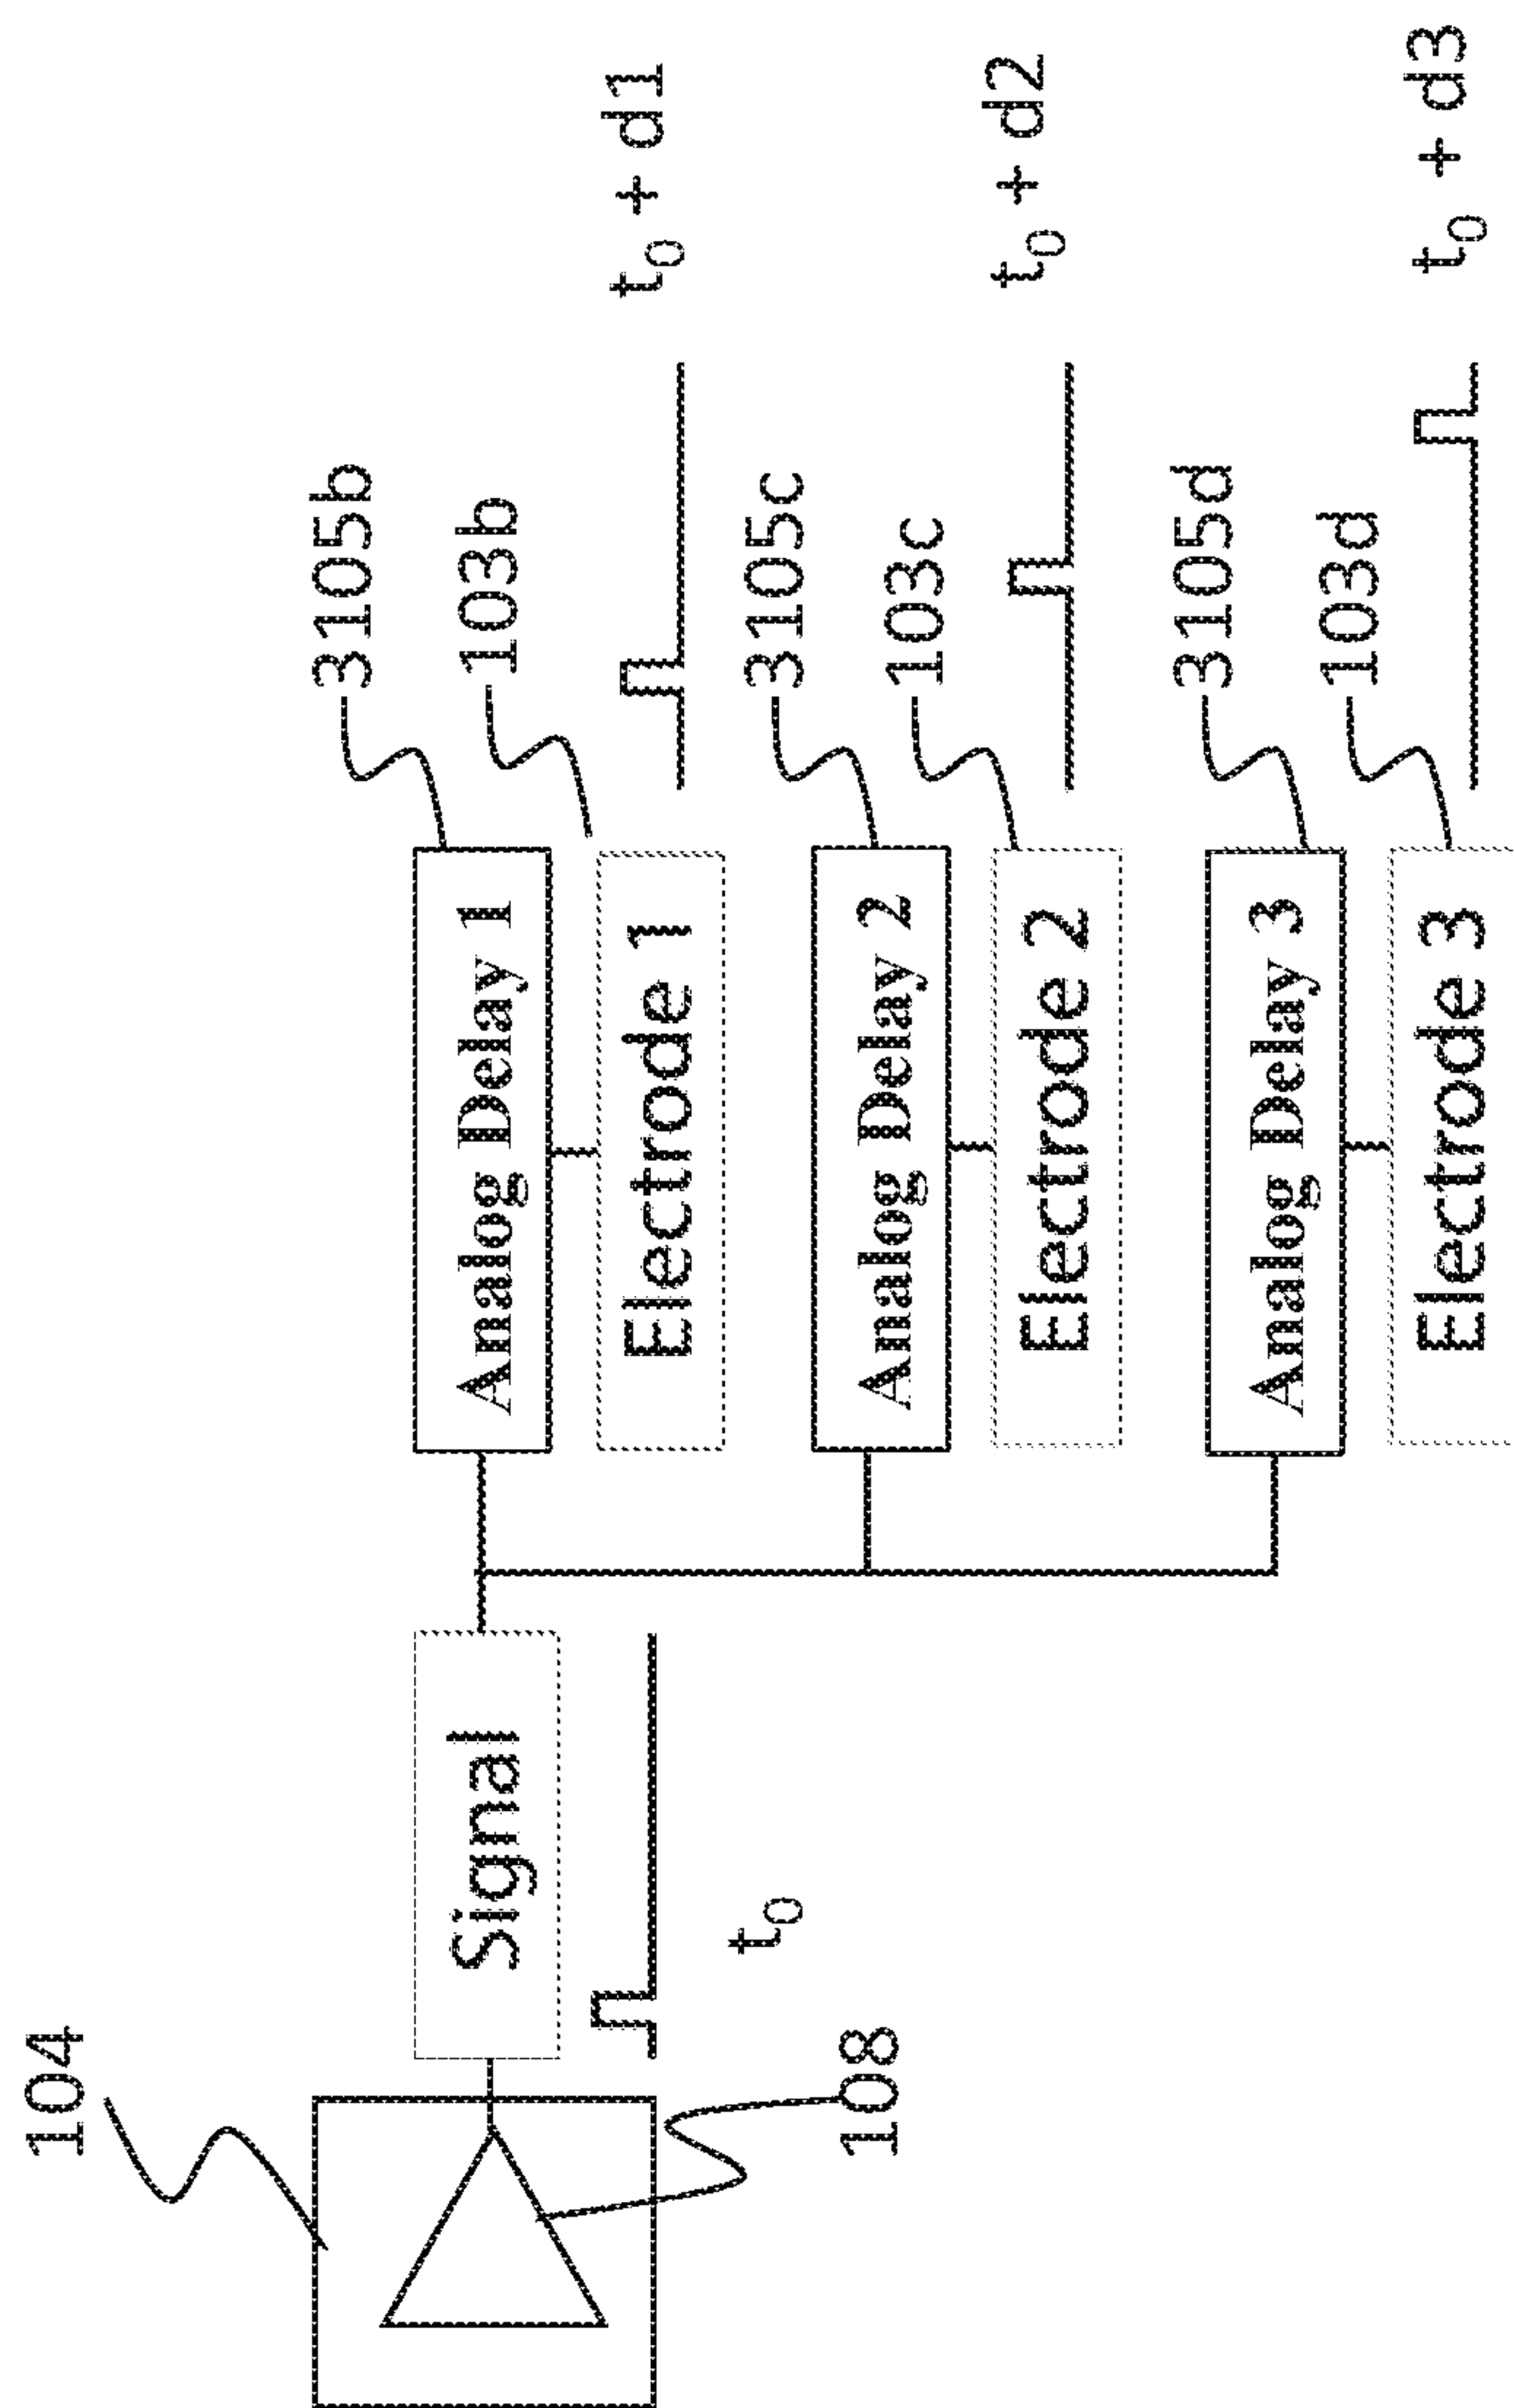 104
Signal
t0
108
3105b
Analog Delay 1
103b
Electrode 1
t0 + d1
3105c
Analog Delay 2
103c
Electrode 2
t0 + d2
3105d
Analog Delay 3
103d
Electrode 3
t0 + d3